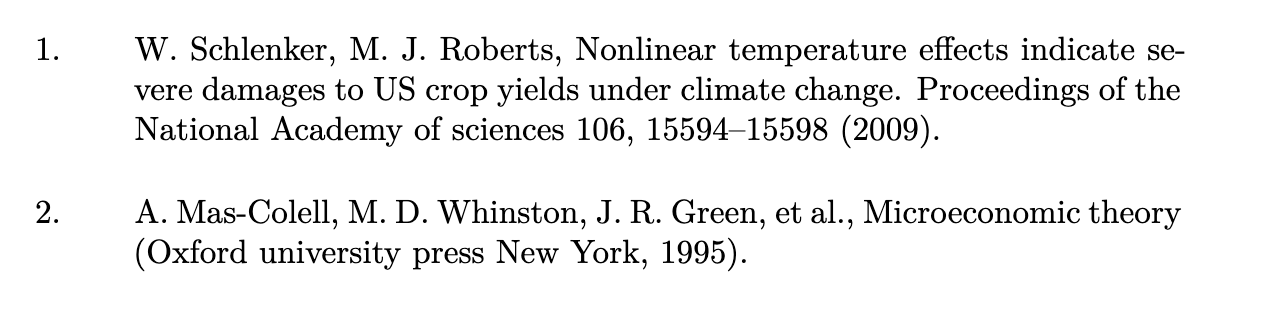 1. W. Schlenker, M. J. Roberts, Nonlinear temperature effects indicate se-
vere damages to US crop yields under climate change. Proceedings of the
National Academy of sciences 106, 15594–15598 (2009).
2. A. Mas-Colell, M. D. Whinston, J. R. Green, et al., Microeconomic theory
(Oxford university press New York, 1995).